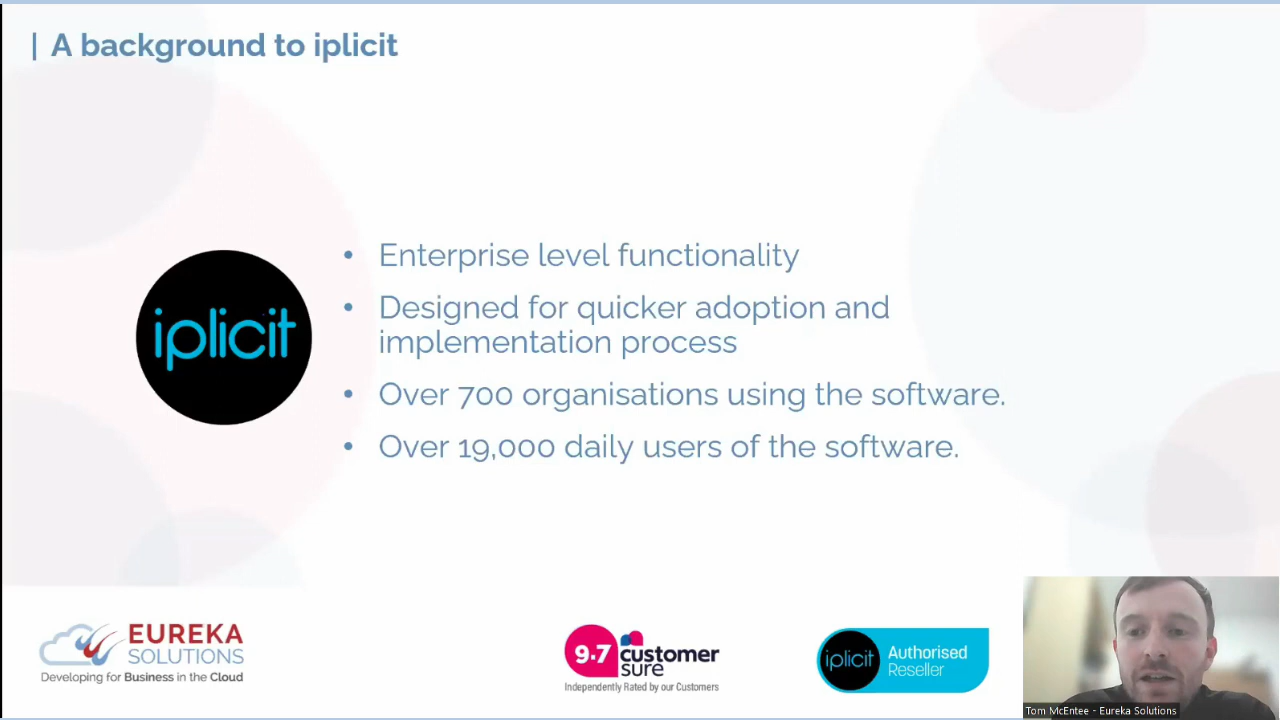 | A background to iplicit
iplicit
• Enterprise level functionality
• Designed for quicker adoption and
implementation process
• Over 700 organisations using the software.
• Over 19,000 daily users of the software.
EUREKA
SOLUTIONS
Developing for Business in the Cloud
9.7 customer
sure
Independently Rated by our Customers
iplicit Authorised
Reseller
Tom McEntee - Eureka Solutions